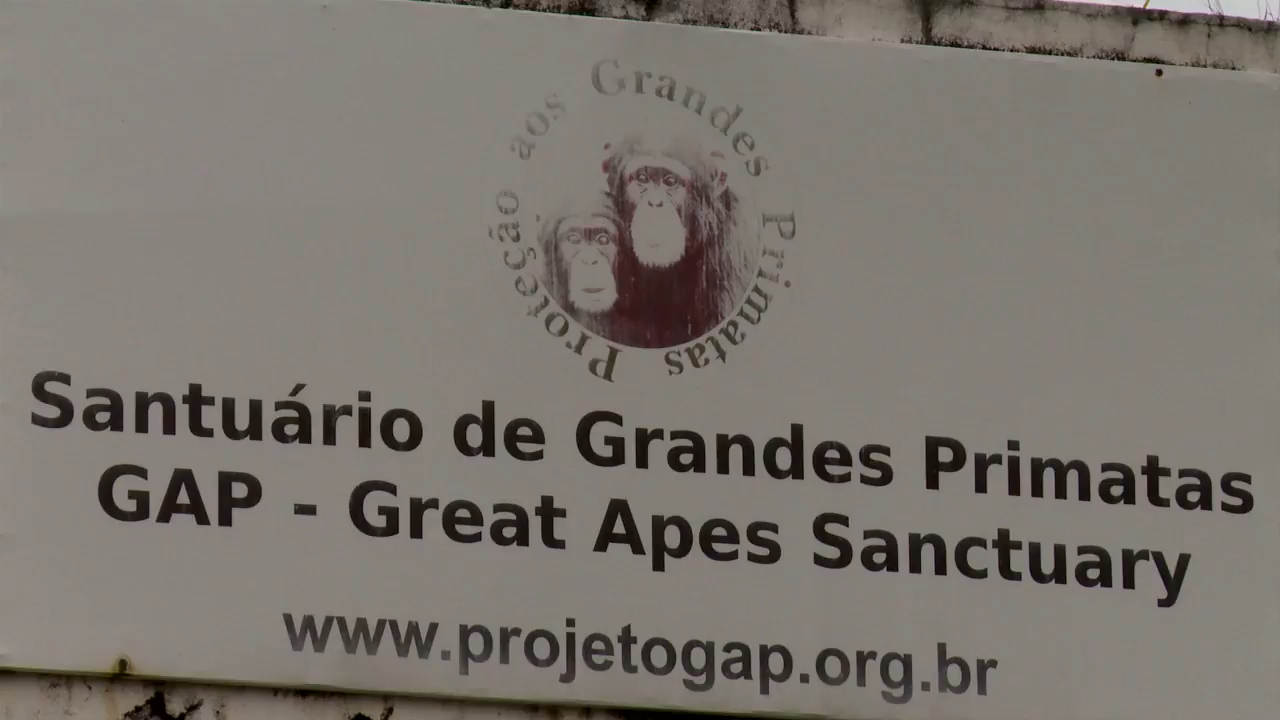 Proteção aos Grandes Primatas
Santuário de Grandes Primatas
GAP - Great Apes Sanctuary
www.projetogap.org.br